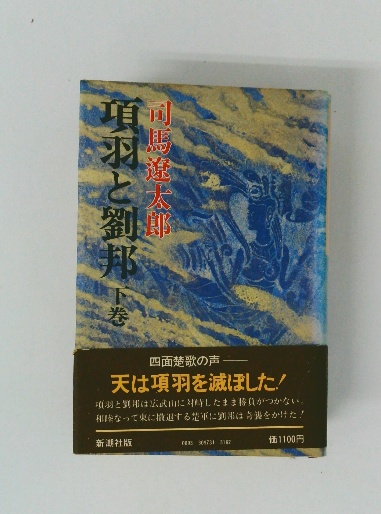 司馬遼太郎
項羽と劉邦 下巻
四面楚歌の声──
天は項羽を滅ぼした!
項羽と劉邦は広武山に対峙したまま勝負がつかない。
和睦なって東に撤退する楚軍に劉邦は奇襲をかけた!
新潮社版
価1100円